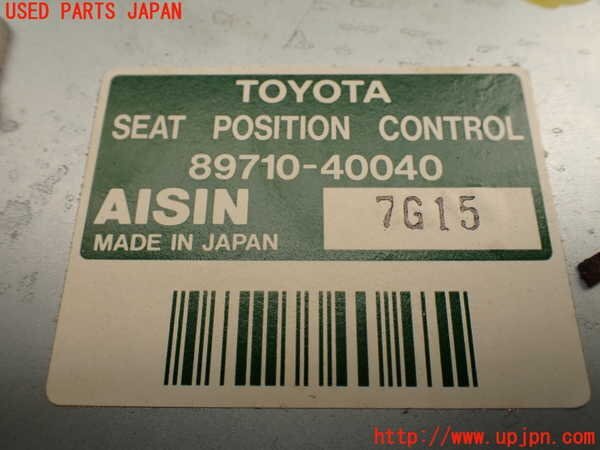 USED PARTS JAPAN
TOYOTA
SEAT POSITION CONTROL
89710-40040
AISIN 7G15
MADE IN JAPAN
http://www.upjpn.com/